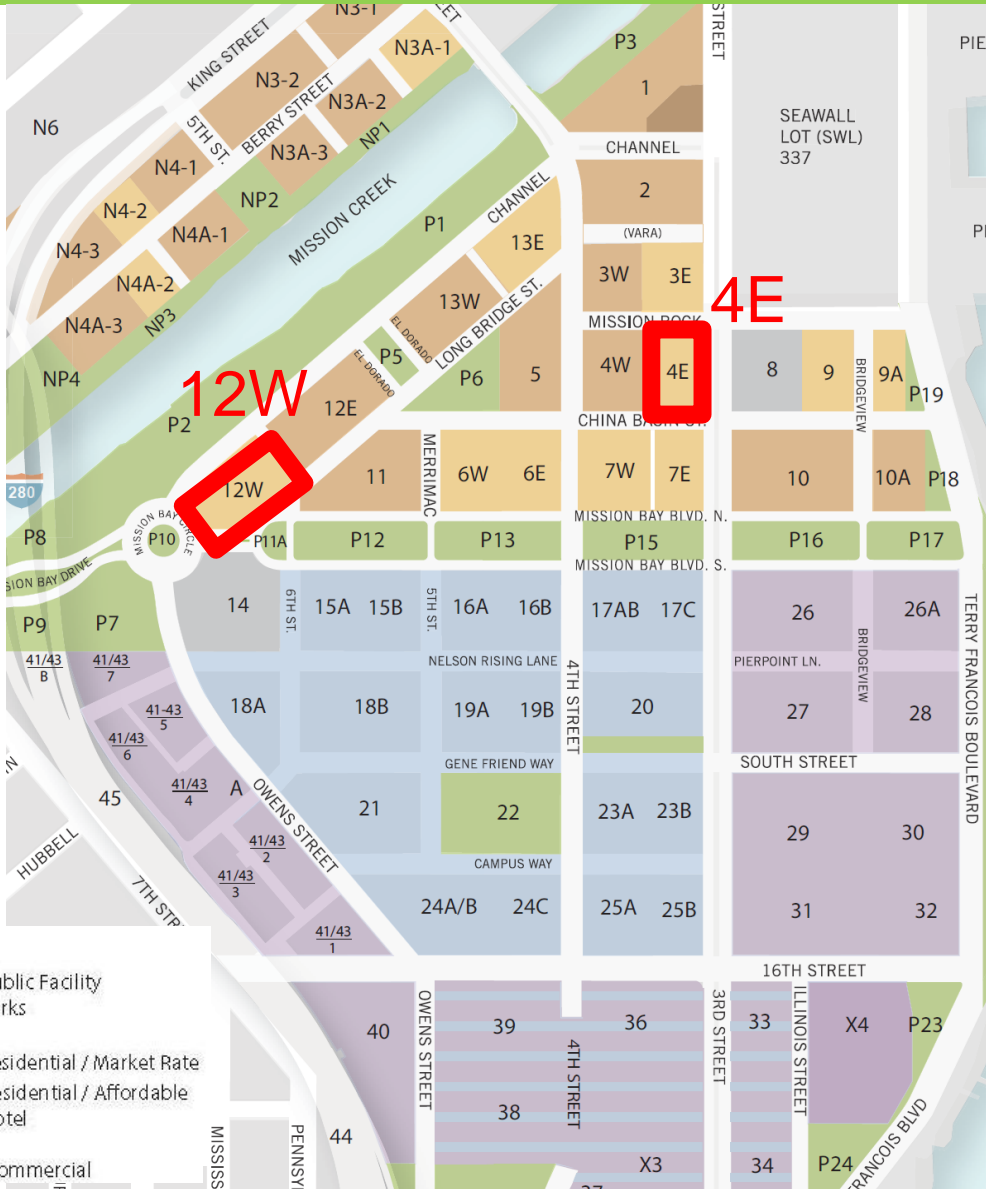 N3-1
STREET
KING STREET
N3A-1
P3
PIE
N3-2
1
N6
5TH ST.
BERRY STREET
N3A-2
SEAWALL
LOT (SWL)
337
NP1
N3A-3
CHANNEL
N4-1
NP2
MISSION CREEK
CHANNEL
2
N4-2
P1
N4A-1
13E
(VARA)
N4-3
N4A-2
3W
3E
13W
4E
N4A-3
NP3
EL DORADO
LONG BRIDGE ST.
MISSION ROCK
P5
EL DORADO
NP4
12W
P6
5
4W
4E
8
9
BRIDGEVIEW
9A
P19
12E
P2
CHINA BASIN ST.
MERRIMAC
12W
11
6W
6E
7W
7E
10
10A
P18
280
MISSION BAY CIRCLE
MISSION BAY BLVD. N.
P8
P10
P11A
P12
P13
P15
P16
P17
MISSION BAY BLVD. S.
SION BAY DRIVE
14
6TH ST.
15A
15B
5TH ST.
16A
16B
17AB
17C
26
26A
TERRY FRANCOIS BOULEVARD
P9
P7
BRIDGEVIEW
41/43
B
41/43
7
NELSON RISING LANE
4TH STREET
PIERPOINT LN.
18A
18B
19A
19B
20
27
28
41-43
5
41/43
6
GENE FRIEND WAY
SOUTH STREET
45
41/43
4
A
OWENS STREET
21
22
23A
23B
29
30
HUBBELL
41/43
2
CAMPUS WAY
41/43
3
7TH STR
24A/B
24C
25A
25B
31
32
41/43
1
16TH STREET
ublic Facility
rks
OWENS STREET
3RD STREET
ILLINOIS STREET
40
39
36
33
X4
P23
4TH STREET
esidential / Market Rate
esidential / Affordable
otel
38
MISSISS
PENNSY
44
FRANCOIS BLVD
ommercial
X3
34
P24